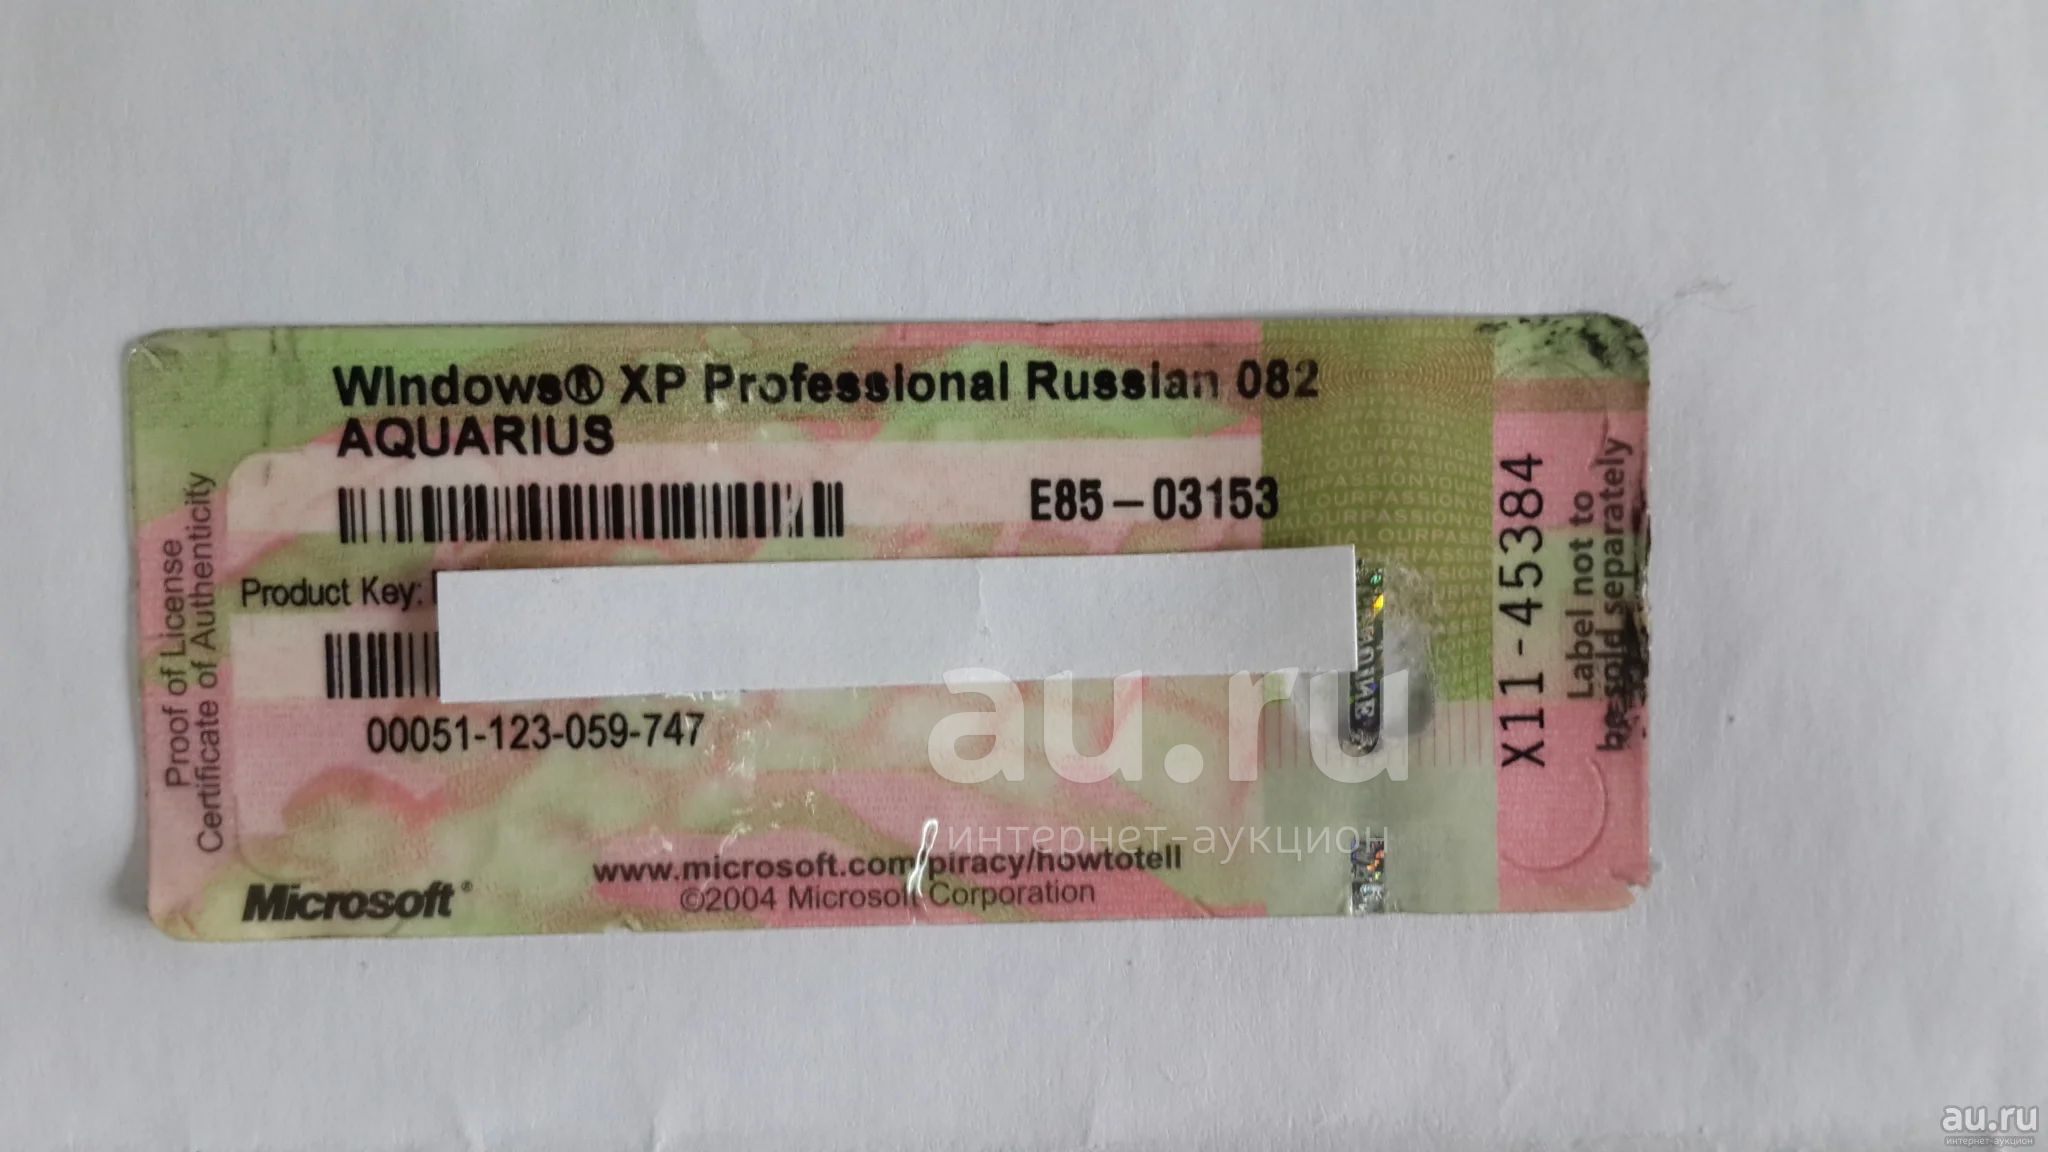 Windows® XP Professional Russian 082
AQUARIUS
E85-03153
Product Key:
00051-123-059-747
www.microsoft.com/piracy/howtotell
©2004 Microsoft Corporation
Microsoft®
Proof of License
Certificate of Authenticity
X11-45384
Label not to
be sold separately
au.ru
интернет-аукцион
au.ru
интернет-аукцион